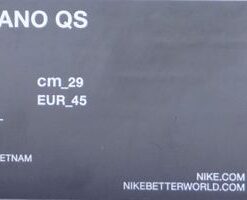 ANO QS
cm_29
EUR_45
ETNAM
NIKE.COM
NIKEBETTERWORLD.COM